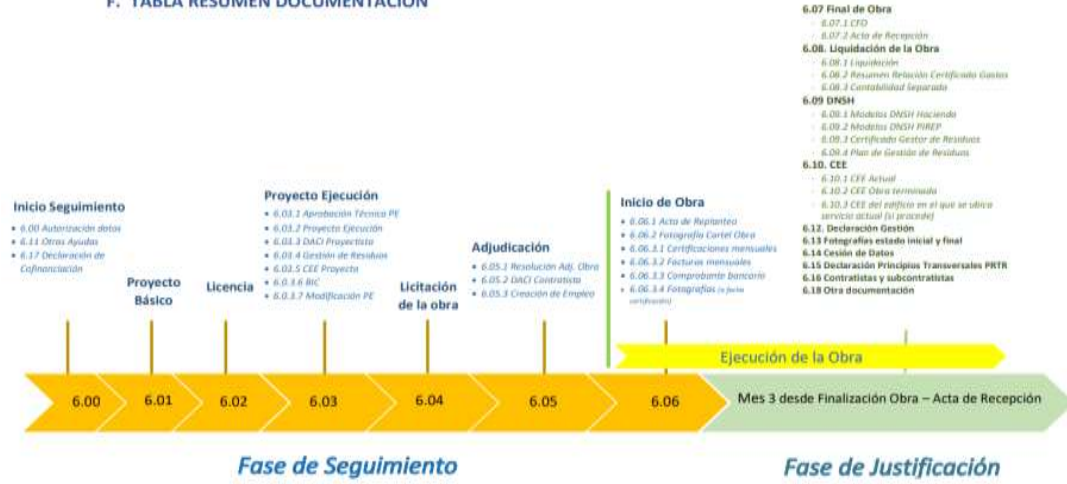 F. TABLA RESUMEN DOCUMENTACIÓN
Inicio Seguimiento
• 6.00 Autorización datos
• 6.11 Otras Ayudas
• 6.17 Declaración de
Cofinanciación
Proyecto
Básico
Licencia
Proyecto Ejecución
• 6.03.1 Aprobación Técnica PE
• 6.03.2 Proyecto Ejecución
• 6.03.3 DACI Proyectista
• 6.03.4 Gestión de Residuos
• 6.03.5 CEE Proyecto
• 6.0.3.6 BIC
• 6.0.3.7 Modificación PE
Licitación
de la obra
Adjudicación
• 6.05.1 Resolución Adj. Obra
• 6.05.2 DACI Contratista
• 6.05.3 Creación de Empleo
Inicio de Obra
• 6.06.1 Acta de Replanteo
• 6.06.2 Fotografía Cartel Obra
• 6.06.3.1 Certificaciones mensuales
• 6.06.3.2 Facturas mensuales
• 6.06.3.3 Comprobante bancario
• 6.06.3.4 Fotografías (a fecha
certificación)
6.07 Final de Obra
- 6.07.1 CFO
- 6.07.2 Acta de Recepción
6.08. Liquidación de la Obra
- 6.08.1 Liquidación
- 6.08.2 Resumen Relación Certificado Gastos
- 6.08.3 Contabilidad Separada
6.09 DNSH
- 6.09.1 Modelos DNSH Hacienda
- 6.09.2 Modelos DNSH PIREP
- 6.09.3 Certificado Gestor de Residuos
- 6.09.4 Plan de Gestión de Residuos
6.10. CEE
- 6.10.1 CEE Actual
- 6.10.2 CEE Obra terminada
- 6.10.3 CEE del edificio en el que se ubica
servicio actual (si procede)
6.12. Declaración Gestión
6.13 Fotografías estado inicial y final
6.14 Cesión de Datos
6.15 Declaración Principios Transversales PRTR
6.16 Contratistas y subcontratistas
6.18 Otra documentación
Ejecución de la Obra
6.00
6.01
6.02
6.03
6.04
6.05
6.06
Mes 3 desde Finalización Obra – Acta de Recepción
Fase de Seguimiento
Fase de Justificación